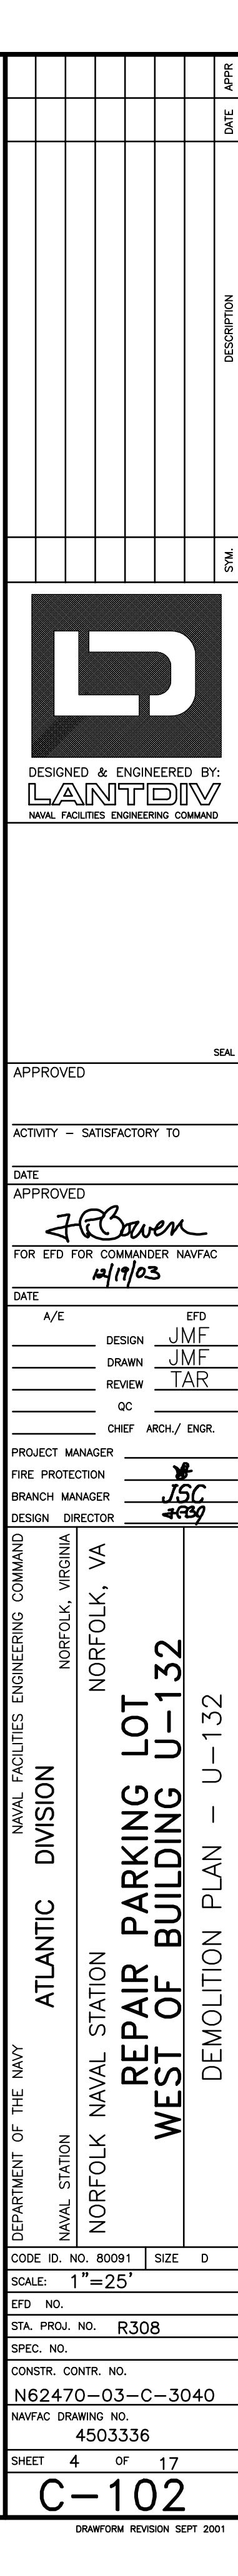 APPR
DATE
DESCRIPTION
SYM.
DESIGNED & ENGINEERED BY:
LANTDIV
NAVAL FACILITIES ENGINEERING COMMAND
SEAL
APPROVED
ACTIVITY – SATISFACTORY TO
DATE
APPROVED
FOR EFD FOR COMMANDER NAVFAC
12/19/03
DATE
A/E EFD
DESIGN JMF
DRAWN JMF
REVIEW TAR
QC
CHIEF ARCH./ ENGR.
PROJECT MANAGER
FIRE PROTECTION
BRANCH MANAGER JSC
DESIGN DIRECTOR
DEPARTMENT OF THE NAVY NAVAL FACILITIES ENGINEERING COMMAND
ATLANTIC DIVISION
NAVAL STATION NORFOLK, VIRGINIA
NORFOLK NAVAL STATION NORFOLK, VA
REPAIR PARKING LOT
WEST OF BUILDING U-132
DEMOLITION PLAN – U-132
CODE ID. NO. 80091 SIZE D
SCALE: 1"=25'
EFD NO.
STA. PROJ. NO. R308
SPEC. NO.
CONSTR. CONTR. NO.
N62470-03-C-3040
NAVFAC DRAWING NO.
4503336
SHEET 4 OF 17
C-102
DRAWFORM REVISION SEPT 2001